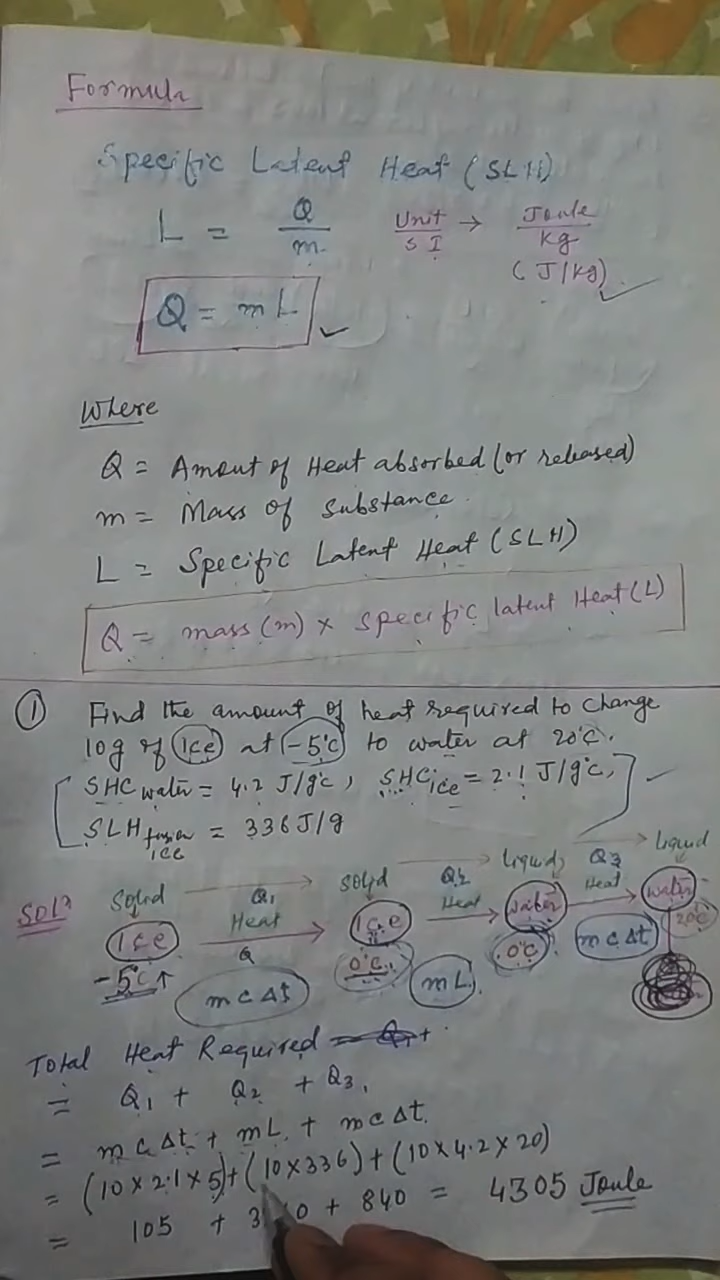 Formula
Specific Latent Heat (SLH)
L = Q/m Unit/SI → Joule/kg
(J/kg)
Q = mL
Where
Q = Amount of Heat absorbed (or released)
m = Mass of Substance.
L = Specific Latent Heat (SLH)
Q = mass (m) × specific latent Heat (L)
① Find the amount of heat required to change
10g of Ice at -5°C to water at 20°C.
SHC water = 4.2 J/g°C, SHC ice = 2.1 J/g°C,
SLH fusion ice = 336 J/g
Solid Q1 solid Q2 liquid Q3 liquid
SOLⁿ Ice Heat Ice Heat water Heat water
-5°C↑ Q 0°C 0°C 20°C
mcΔt mL mcΔt
Total Heat Required =
= Q1 + Q2 + Q3
= mcΔt + mL + mcΔt
= (10×2.1×5)+(10×336)+(10×4.2×20)
= 105 + 3 0 + 840 = 4305 Joule